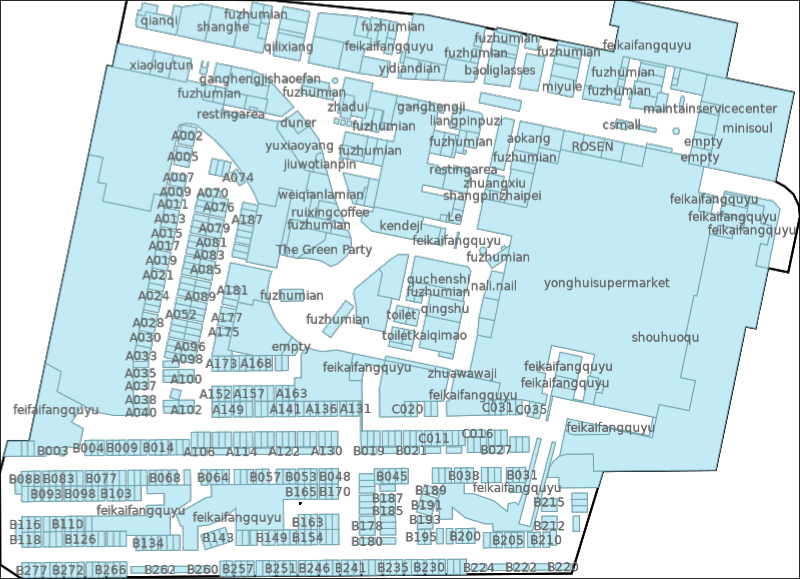 qianqi
fuzhumian
shanghe
fuzhumian
qilixiang
feikaifangquyu
fuzhumian
fuzhumian
fuzhumian
feikaifangquyu
xiaolgutun
yidiandian
baoliglasses
fuzhumian
ganghengjishaoefan
fuzhumian
fuzhumian
miyule
fuzhumian
zhadui
ganghengji
maintainservicecenter
restingarea
duner
fuzhumian
liangpinpuzi
csmall
minisoul
A002
yuxiaoyang
fuzhumian
fuzhumian
aokang
ROSEN
empty
A005
jiuwotianpin
fuzhumian
empty
A007
A074
restingarea
zhuangxiu
A009
A070
weiqianlamian
shangpinzhaipei
feikaifangquyu
A011
A076
ruixingcoffee
Le
feikaifangquyu
A013
A187
fuzhumian
kendeji
feikaifangquyu
A015
A079
A017
A081
The Green Party
feikaifangquyu
A019
A083
fuzhumian
A021
A085
quchenshi
nali.nail
yonghuisupermarket
A024
A089
A181
fuzhumian
fuzhumian
A052
A177
fuzhumian
toilet
qingshu
A028
A175
A030
toilet
kaiqimao
shouhuoqu
A096
empty
A033
A098
A173
A168
feikaifangquyu
zhuawawaji
feikaifangquyu
A035
A100
feikaifangquyu
A037
A152
A157
A163
feikaifangquyu
A038
feifaifangquyu
A040
A102
A149
A141
A136
A131
C020
C031
C035
feikaifangquyu
B003
B004
B009
B014
A106
A114
A122
A130
B019
B021
C011
C016
B027
B088
B083
B077
B068
B064
B057
B053
B048
B045
B038
B031
B093
B098
B103
B165
B170
B187
B189
feikaifangquyu
feikaifangquyu
B185
B191
B215
B116
B110
feikaifangquyu
B163
B178
B193
B212
B118
B126
B134
B143
B149
B154
B180
B195
B200
B205
B210
B277
B272
B266
B262
B260
B257
B251
B246
B241
B235
B230
B224
B222
B220